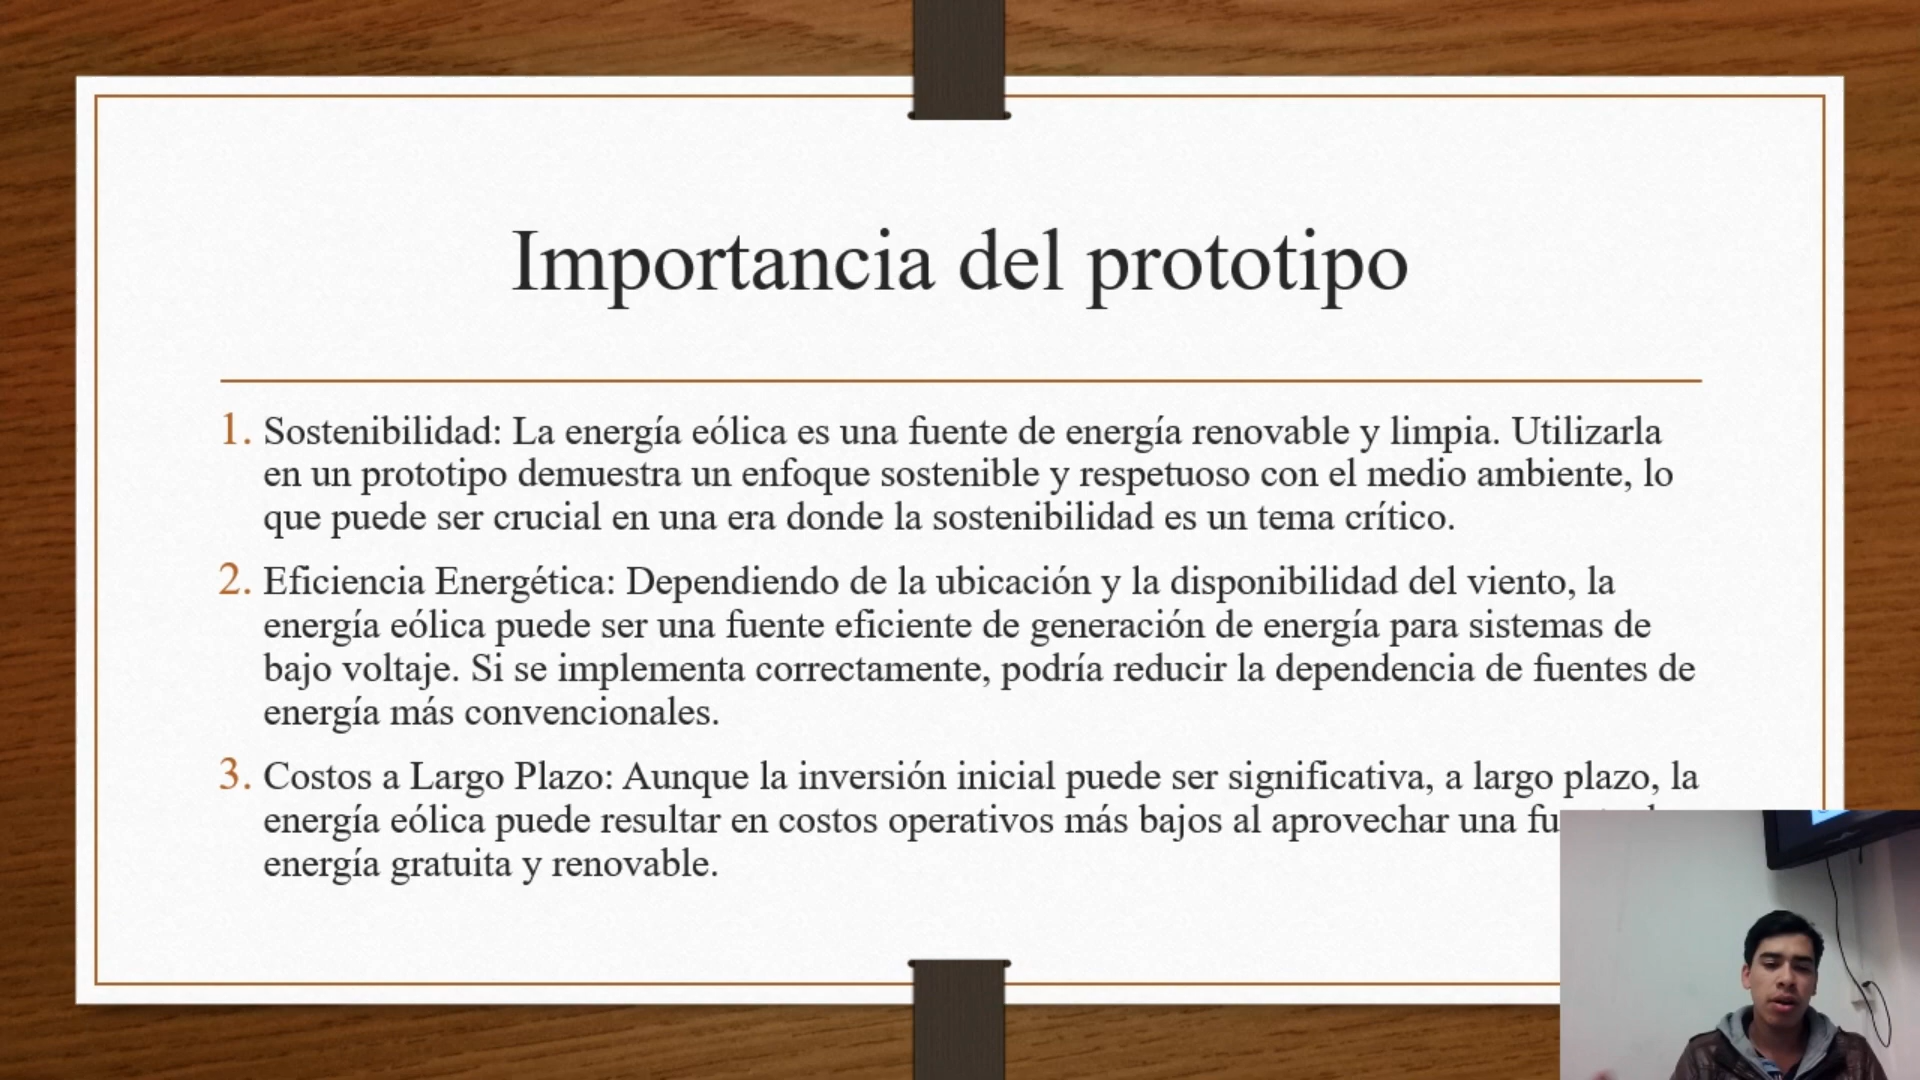 Importancia del prototipo
1. Sostenibilidad: La energía eólica es una fuente de energía renovable y limpia. Utilizarla
en un prototipo demuestra un enfoque sostenible y respetuoso con el medio ambiente, lo
que puede ser crucial en una era donde la sostenibilidad es un tema crítico.
2. Eficiencia Energética: Dependiendo de la ubicación y la disponibilidad del viento, la
energía eólica puede ser una fuente eficiente de generación de energía para sistemas de
bajo voltaje. Si se implementa correctamente, podría reducir la dependencia de fuentes de
energía más convencionales.
3. Costos a Largo Plazo: Aunque la inversión inicial puede ser significativa, a largo plazo, la
energía eólica puede resultar en costos operativos más bajos al aprovechar una
energía gratuita y renovable.